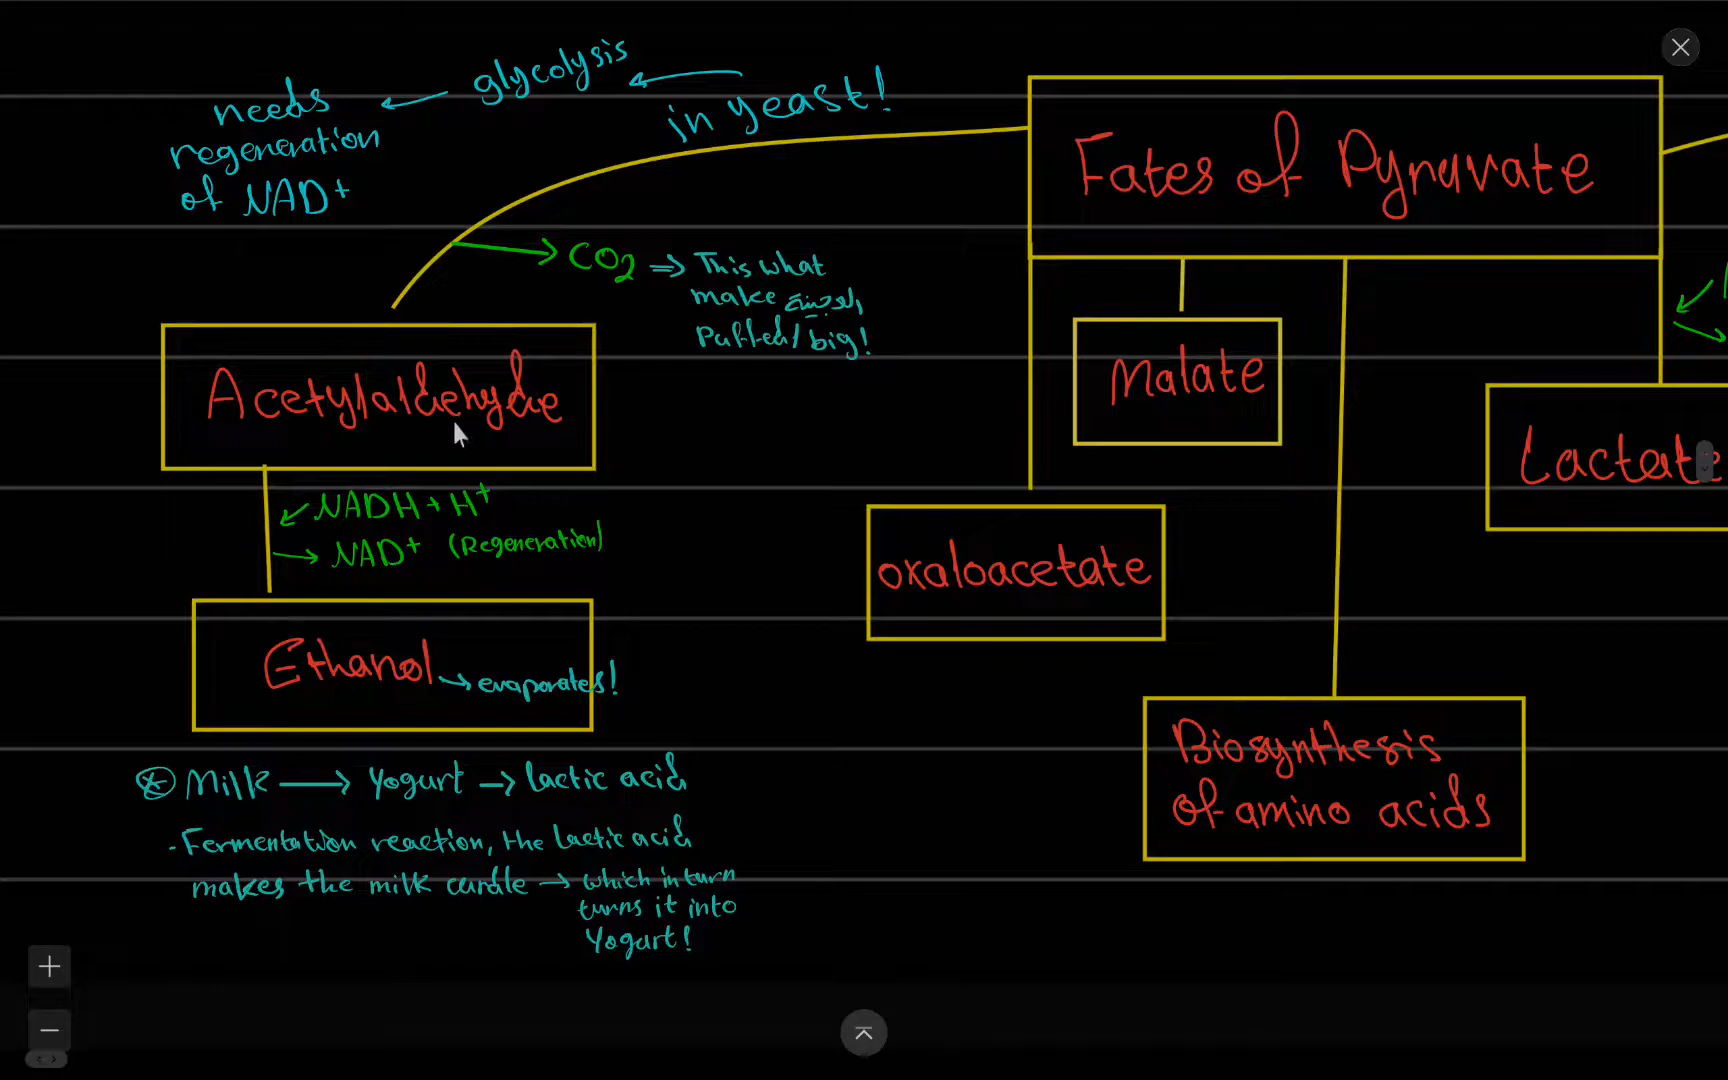 needs
regeneration
of NAD+
glycolysis
in yeast!
Fates of Pyruvate
CO2 ⇒ This what
make العجينة,
Puffed/big!
Acetylaldehyde
NADH + H+
NAD+ (Regeneration)
Ethanol → evaporates!
Malate
Lactate
oxaloacetate
Biosynthesis
of amino acids
* Milk → Yogurt → lactic acid
- Fermentation reaction, the lactic acid
makes the milk curdle → which in turn
turns it into
Yogurt!